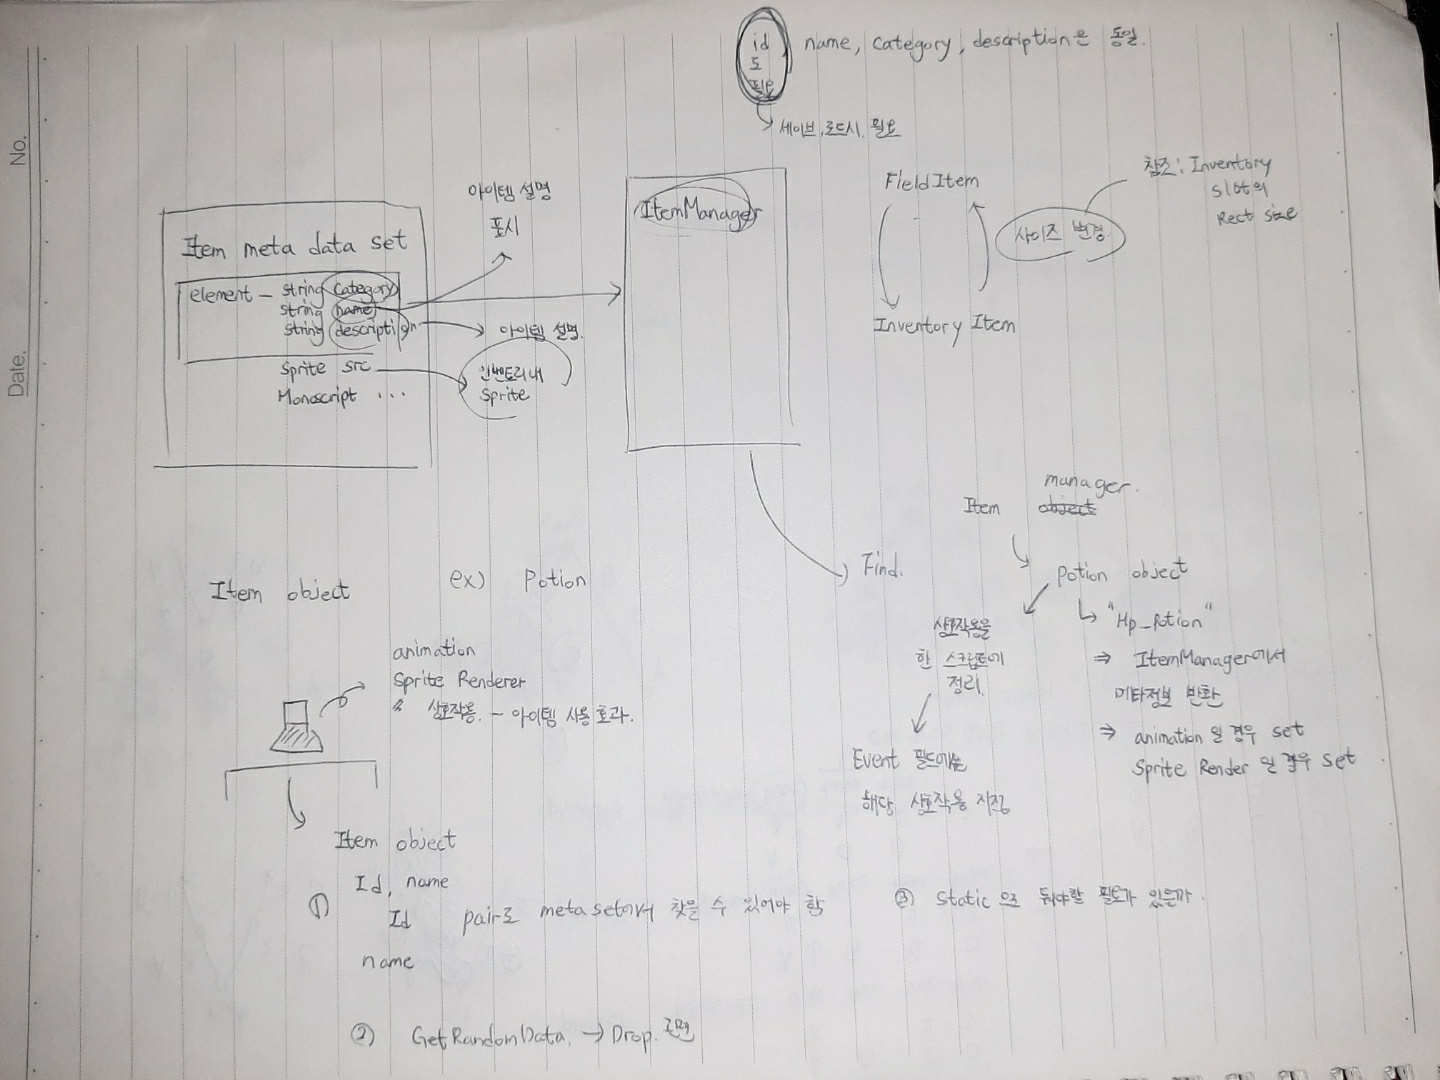 No.
Date.
id
도
필요
name, category, description은 동일.
세이브, 로드시 필요
Item meta data set
element - string category
string name
string description
Sprite src
Monoscript ...
아이템 설명
표시
아이템 설명.
인벤토리 내
Sprite
ItemManager
FieldItem
Inventory Item
사이즈 변경
참조: Inventory
slot의
Rect size
Find.
manager.
Item object
Potion object
"Hp_Potion"
⇒ ItemManager에서
메타정보 반환
⇒ animation 일 경우 set
Sprite Render 일 경우 set
상호작용을
한 스크립트에
정리
Event 필드에는
해당 상호작용 지정
Item object
ex) Potion
animation
Sprite Renderer
상호작용. - 아이템 사용 효과.
Item object
① Id, name
Id
name
pair로 meta set에서 찾을 수 있어야 함
② GetRandomData. → Drop.
③ static 으로 둬야할 필요가 있을까.